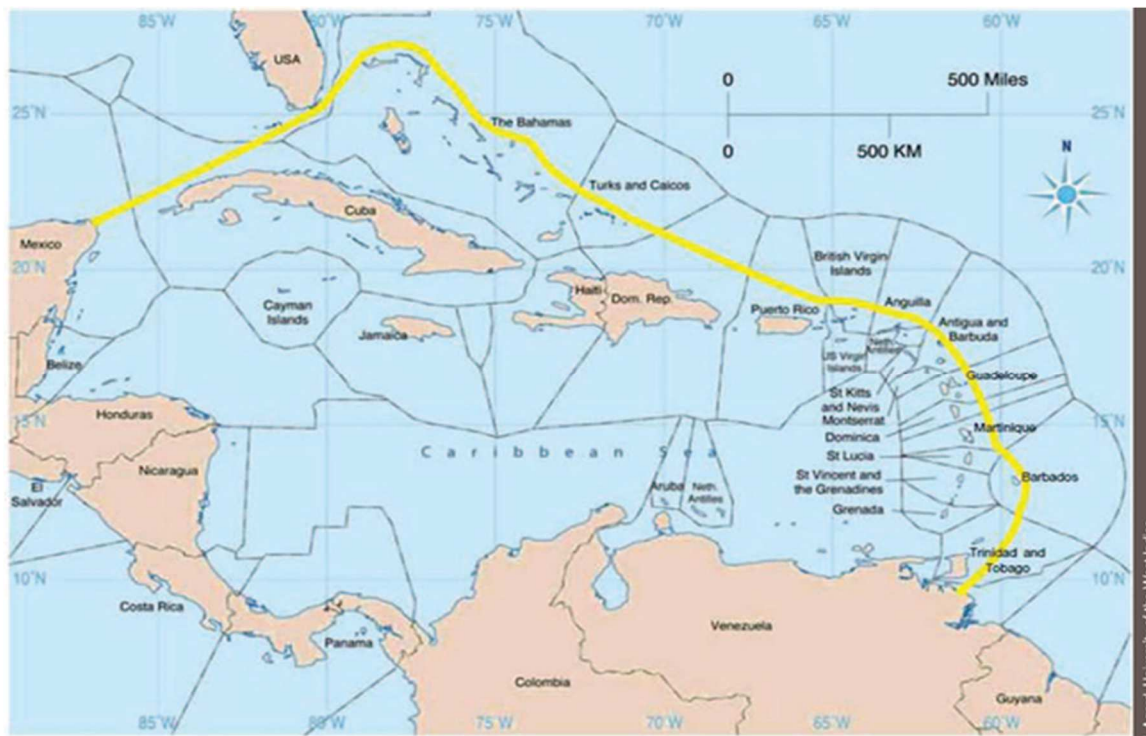 85°W
80°W
75°W
70°W
65°W
60°W
USA
0
500 Miles
25°N
25°N
The Bahamas
0
500 KM
N
Turks and Caicos
Cuba
Mexico
British Virgin
Islands
20°N
20°N
Haiti
Dom. Rep.
Cayman
Islands
Puerto Rico
Anguilla
Jamaica
Antigua and
Barbuda
Neth.
Antilles
US Virgin
Islands
Belize
Guadeloupe
St Kitts
and Nevis
Montserrat
Honduras
15°N
15°N
Martinique
Dominica
Caribbean Sea
St Lucia
Nicaragua
St Vincent and
the Grenadines
Barbados
El
Salvador
Aruba
Neth.
Antilles
Grenada
Trinidad and
Tobago
10°N
10°N
Costa Rica
Venezuela
Panama
Colombia
Guyana
85°W
80°W
75°W
70°W
65°W
60°W